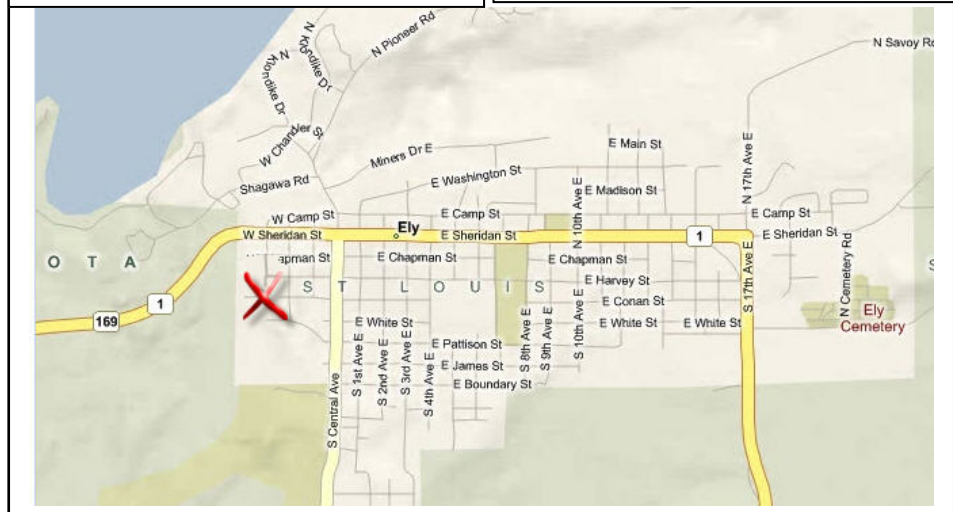 N Klondike Dr
N Klondike Dr
N Pioneer Rd
N Savoy Rd
W Chandler St
Miners Dr E
E Main St
N 17th Ave E
Shagawa Rd
E Washington St
E Madison St
N 10th Ave E
W Camp St
E Camp St
E Camp St
Ely
W Sheridan St
E Sheridan St
1
E Sheridan St
O T A
apman St
E Chapman St
E Chapman St
S 17th Ave E
N Cemetery Rd
ST LOUIS
E Harvey St
1
E Conan St
169
E White St
E White St
E White St
Ely
Cemetery
S 10th Ave E
S 8th Ave E
S 9th Ave E
E Pattison St
S 1st Ave E
S 2nd Ave E
S 3rd Ave E
S 4th Ave E
E James St
E Boundary St
S Central Ave
S